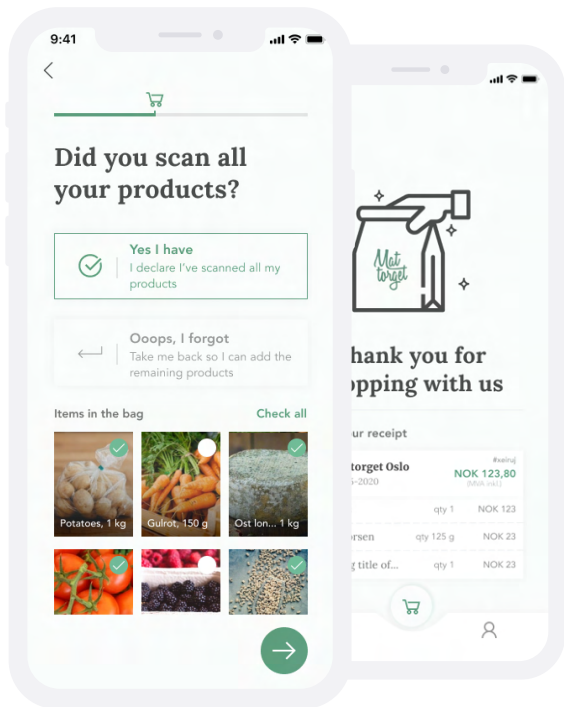 9:41
Did you scan all
your products?
Yes I have
I declare I've scanned all my
products
Ooops, I forgot
Take me back so I can add the
remaining products
Items in the bag
Check all
Potatoes, 1 kg
Gulrot, 150 g
Ost lon... 1 kg
Mat
torget
hank you for
opping with us
ur receipt
torget Oslo
#xeiruj
NOK 123,80
-2020
qty 1 NOK 123
orsen qty 125 g NOK 23
g title of... qty 1 NOK 23